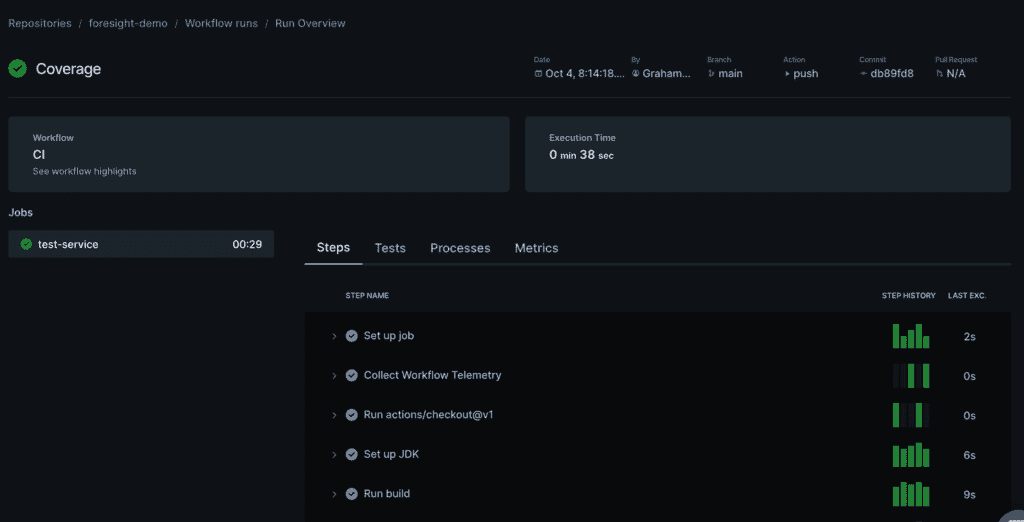 Repositories / foresight-demo / Workflow runs / Run Overview
Coverage
Date By Branch Action Commit Pull Request
Oct 4, 8:14:18.... Graham... main push db89fd8 N/A
Workflow
CI
See workflow highlights
Execution Time
0 min 38 sec
Jobs
test-service 00:29
Steps Tests Processes Metrics
STEP NAME STEP HISTORY LAST EXC.
Set up job 2s
Collect Workflow Telemetry 0s
Run actions/checkout@v1 0s
Set up JDK 6s
Run build 9s